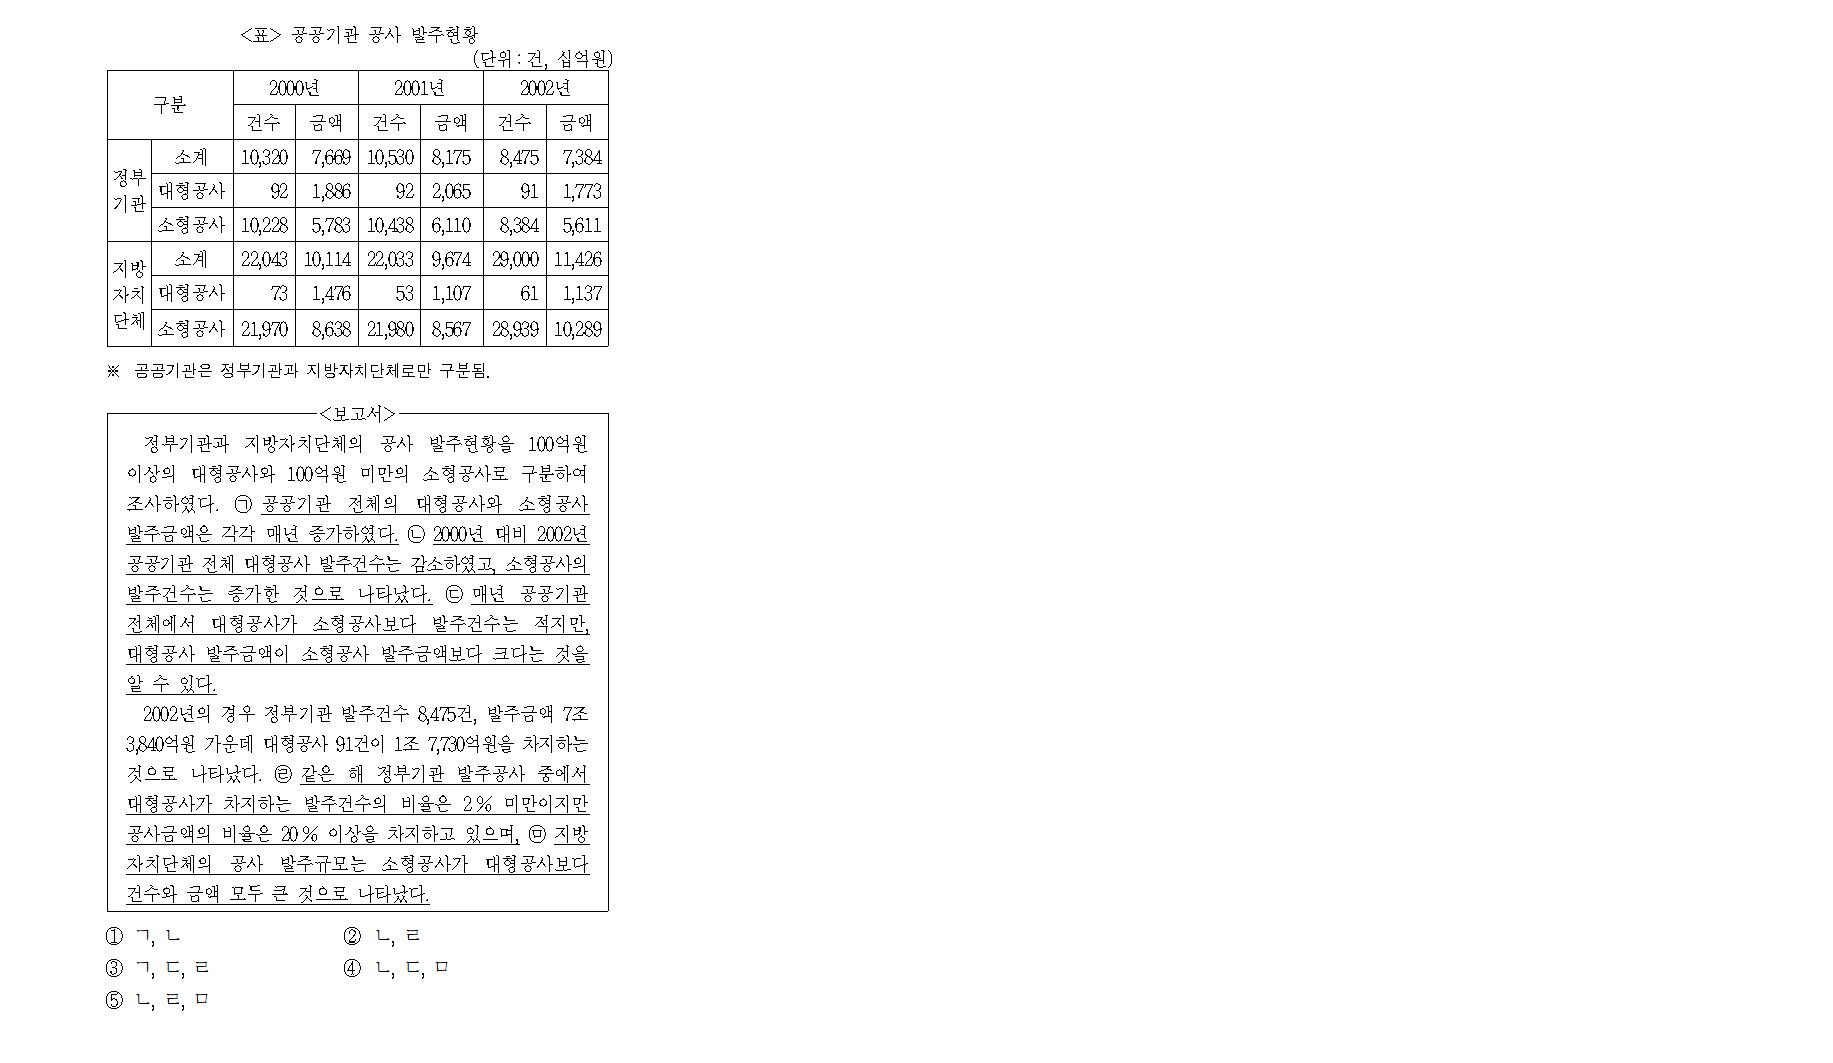 <표> 공공기관 공사 발주현황
(단위 : 건, 십억원)
구분 2000년 2001년 2002년
건수 금액 건수 금액 건수 금액
정부기관 소계 10,320 7,669 10,530 8,175 8,475 7,384
대형공사 92 1,886 92 2,065 91 1,773
소형공사 10,228 5,783 10,438 6,110 8,384 5,611
지방자치단체 소계 22,043 10,114 22,033 9,674 29,000 11,426
대형공사 73 1,476 53 1,107 61 1,137
소형공사 21,970 8,638 21,980 8,567 28,939 10,289
※ 공공기관은 정부기관과 지방자치단체로만 구분됨.
<보고서>
정부기관과 지방자치단체의 공사 발주현황을 100억원
이상의 대형공사와 100억원 미만의 소형공사로 구분하여
조사하였다. ㉠ 공공기관 전체의 대형공사와 소형공사
발주금액은 각각 매년 증가하였다. ㉡ 2000년 대비 2002년
공공기관 전체 대형공사 발주건수는 감소하였고, 소형공사의
발주건수는 증가한 것으로 나타났다. ㉢ 매년 공공기관
전체에서 대형공사가 소형공사보다 발주건수는 적지만,
대형공사 발주금액이 소형공사 발주금액보다 크다는 것을
알 수 있다.
2002년의 경우 정부기관 발주건수 8,475건, 발주금액 7조
3,840억원 가운데 대형공사 91건이 1조 7,730억원을 차지하는
것으로 나타났다. ㉣ 같은 해 정부기관 발주공사 중에서
대형공사가 차지하는 발주건수의 비율은 2% 미만이지만
공사금액의 비율은 20% 이상을 차지하고 있으며, ㉤ 지방
자치단체의 공사 발주규모는 소형공사가 대형공사보다
건수와 금액 모두 큰 것으로 나타났다.
① ㄱ, ㄴ ② ㄴ, ㄹ
③ ㄱ, ㄷ, ㄹ ④ ㄴ, ㄷ, ㅁ
⑤ ㄴ, ㄹ, ㅁ